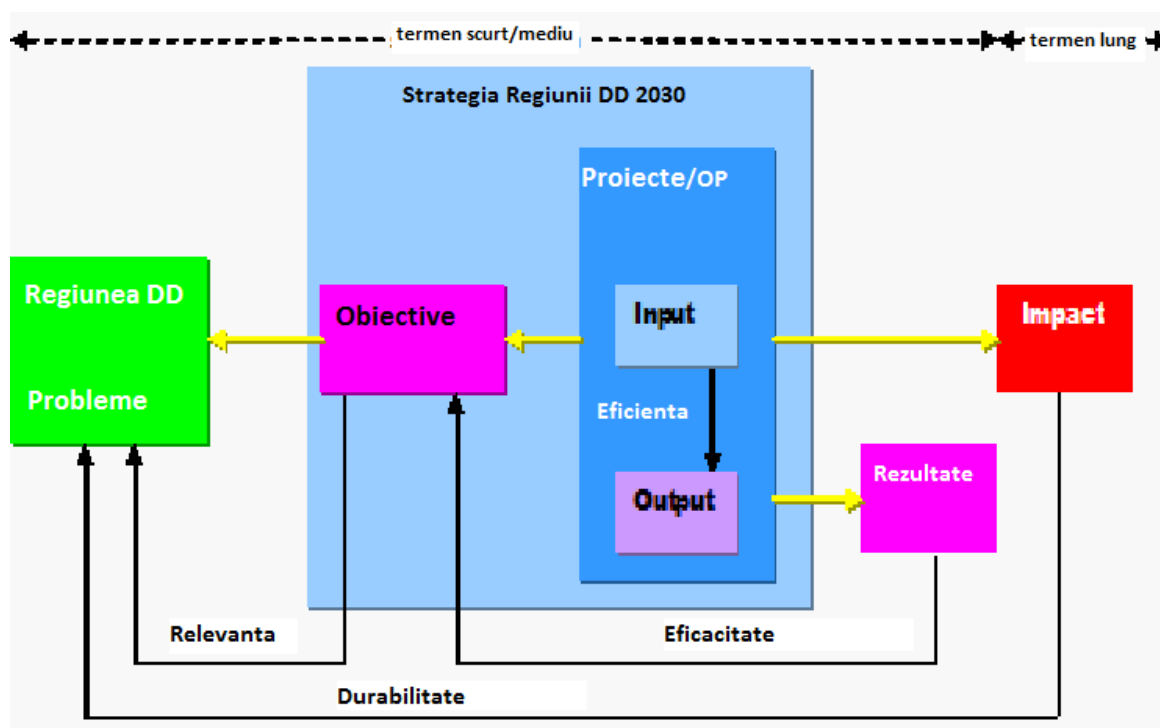 termen scurt/mediu
termen lung
Strategia Regiunii DD 2030
Proiecte/OP
Regiunea DD
Probleme
Obiective
Input
Impact
Eficienta
Rezultate
Output
Relevanta
Eficacitate
Durabilitate